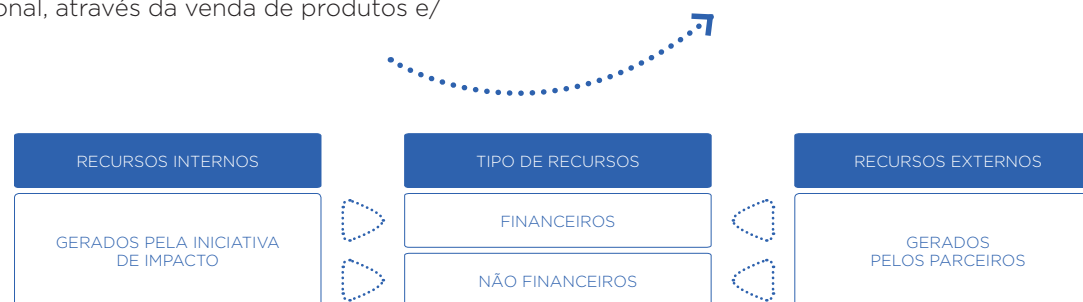 onal, através da venda de produtos e/
RECURSOS INTERNOS
TIPO DE RECURSOS
RECURSOS EXTERNOS
GERADOS PELA INICIATIVA
DE IMPACTO
FINANCEIROS
NÃO FINANCEIROS
GERADOS
PELOS PARCEIROS